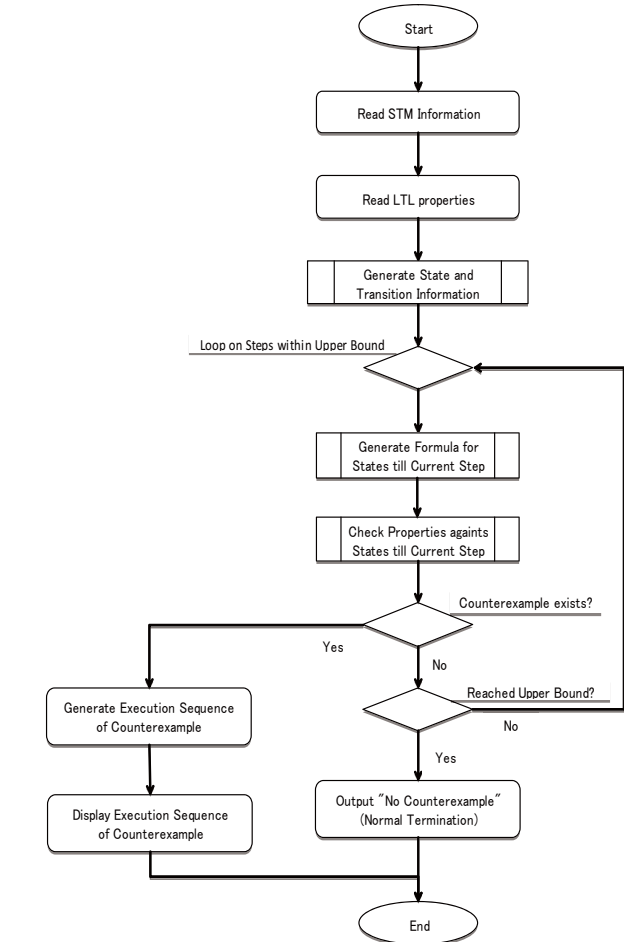 Start
Read STM Information
Read LTL properties
Generate State and
Transition Information
Loop on Steps within Upper Bound
Generate Formula for
States till Current Step
Check Properties againts
States till Current Step
Counterexample exists?
Yes
No
Reached Upper Bound?
No
Yes
Generate Execution Sequence
of Counterexample
Display Execution Sequence
of Counterexample
Output "No Counterexample"
(Normal Termination)
End